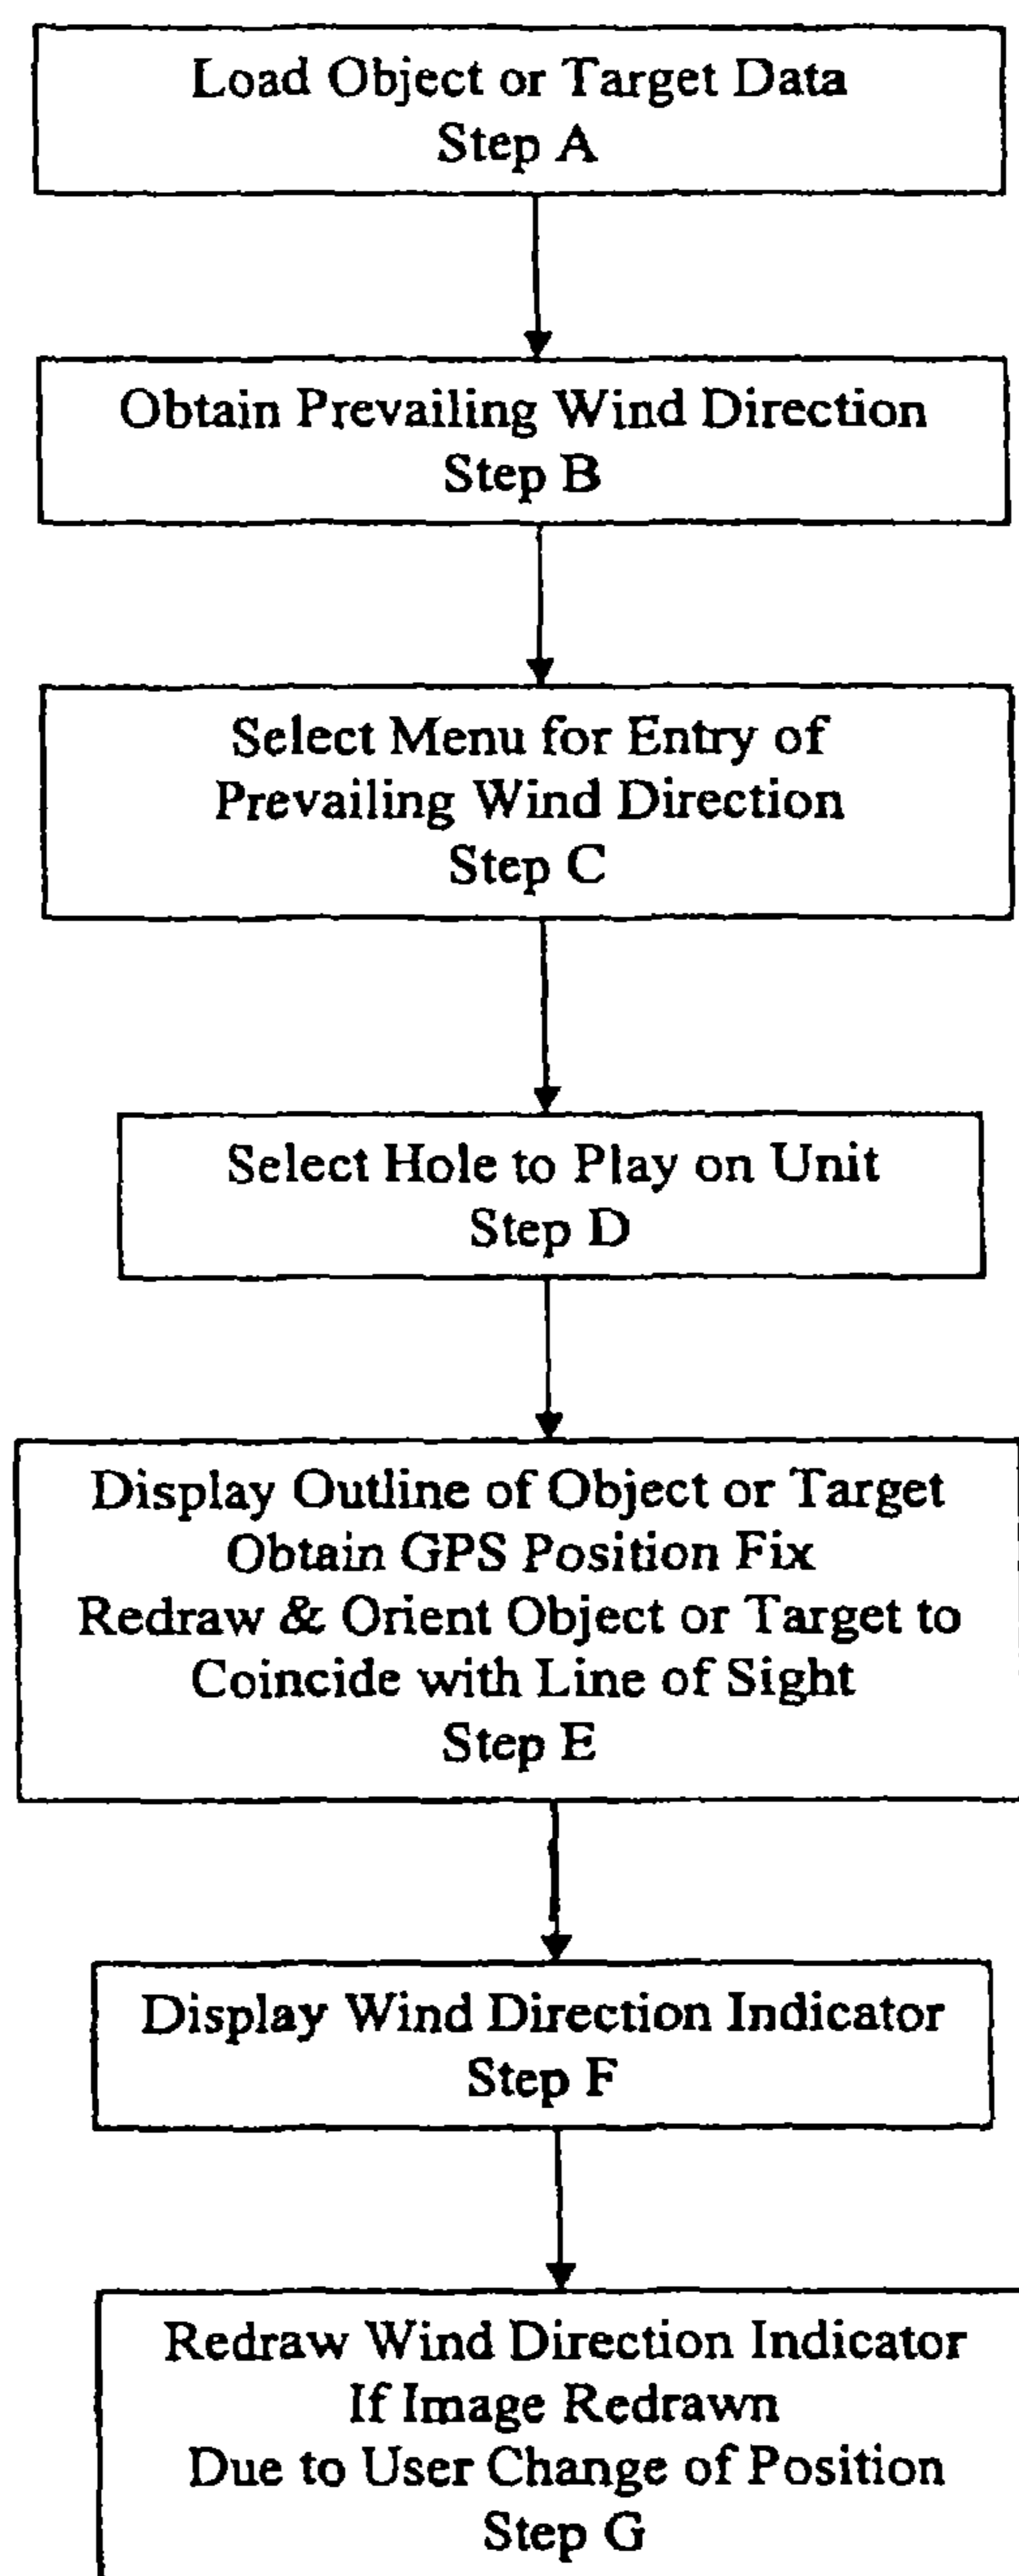 Load Object or Target Data
Step A
Obtain Prevailing Wind Direction
Step B
Select Menu for Entry of
Prevailing Wind Direction
Step C
Select Hole to Play on Unit
Step D
Display Outline of Object or Target
Obtain GPS Position Fix
Redraw & Orient Object or Target to
Coincide with Line of Sight
Step E
Display Wind Direction Indicator
Step F
Redraw Wind Direction Indicator
If Image Redrawn
Due to User Change of Position
Step G